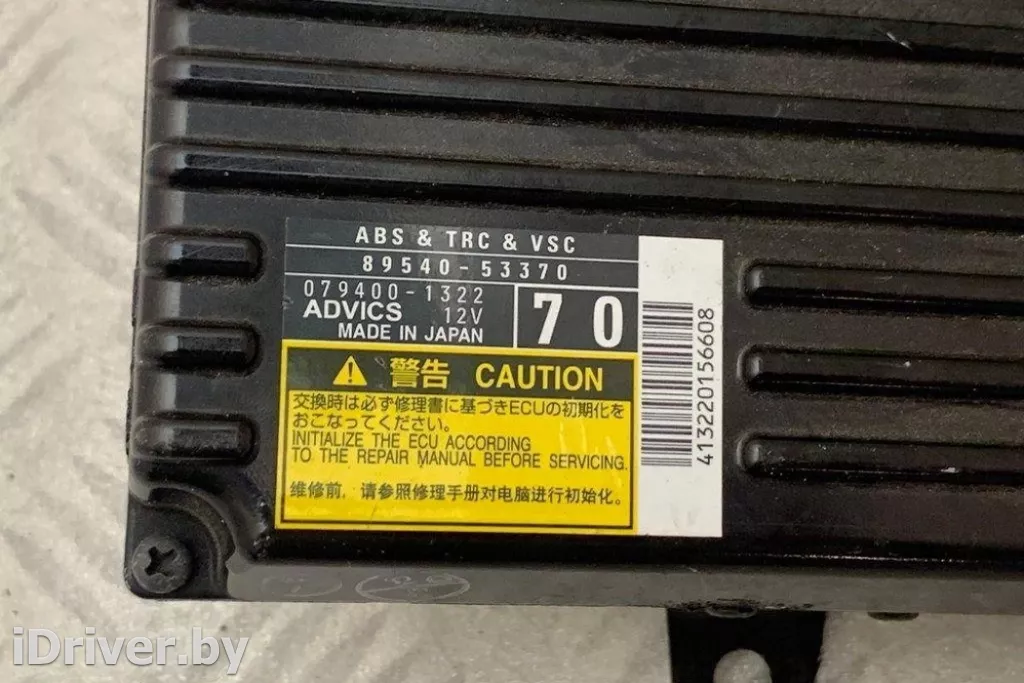 ABS & TRC & VSC
89540-53370
079400-1322
ADVICS 12V
MADE IN JAPAN
70
警告 CAUTION
交換時は必ず修理書に基づきECUの初期化を
おこなってください。
INITIALIZE THE ECU ACCORDING
TO THE REPAIR MANUAL BEFORE SERVICING.
维修前，请参照修理手册对电脑进行初始化。
413220156608
iDriver.by